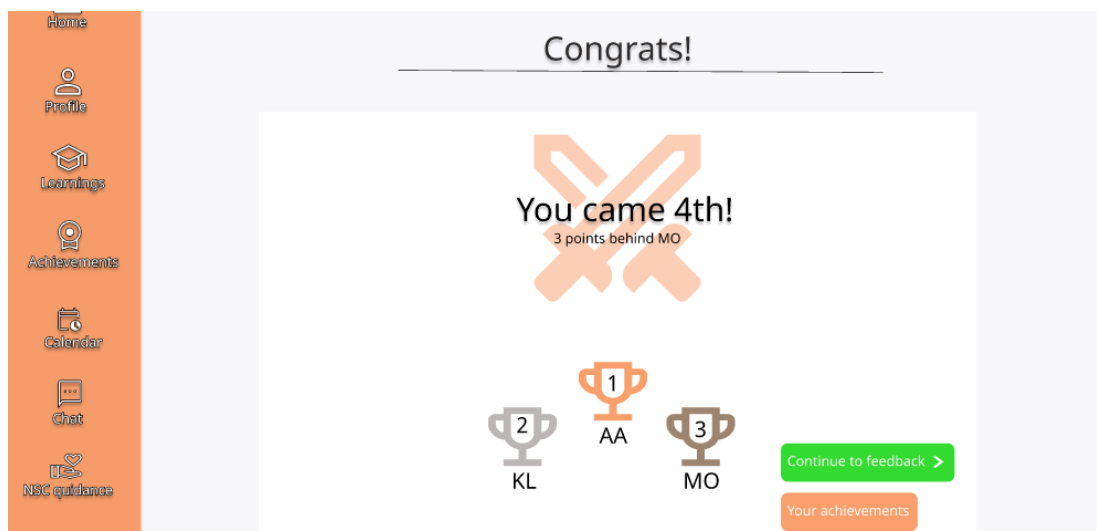 Home
Profile
Learnings
Achievements
Calendar
Chat
NSC guidance
Congrats!
You came 4th!
3 points behind MO
1
AA
2
KL
3
MO
Continue to feedback
Your achievements